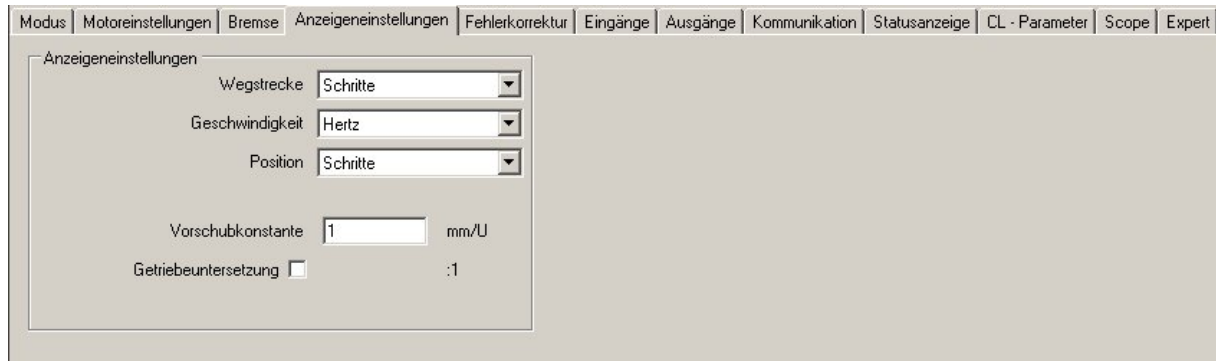 Modus Motoreinstellungen Bremse Anzeigeneinstellungen Fehlerkorrektur Eingänge Ausgänge Kommunikation Statusanzeige CL - Parameter Scope Expert
Anzeigeneinstellungen
Wegstrecke Schritte
Geschwindigkeit Hertz
Position Schritte
Vorschubkonstante 1 mm/U
Getriebeuntersetzung :1